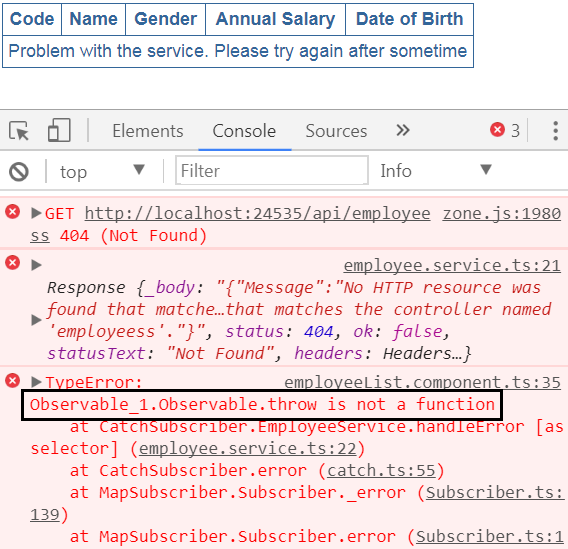 Code Name Gender Annual Salary Date of Birth
Problem with the service. Please try again after sometime
Elements Console Sources 3
top Filter Info
GET http://localhost:24535/api/employee zone.js:1980
ss 404 (Not Found)
employee.service.ts:21
Response {_body: "{"Message":"No HTTP resource was
found that matche…that matches the controller named
'employeess'."}", status: 404, ok: false,
statusText: "Not Found", headers: Headers…}
TypeError: employeeList.component.ts:35
Observable_1.Observable.throw is not a function
at CatchSubscriber.EmployeeService.handleError [as
selector] (employee.service.ts:22)
at CatchSubscriber.error (catch.ts:55)
at MapSubscriber.Subscriber._error (Subscriber.ts:
139)
at MapSubscriber.Subscriber.error (Subscriber.ts:1